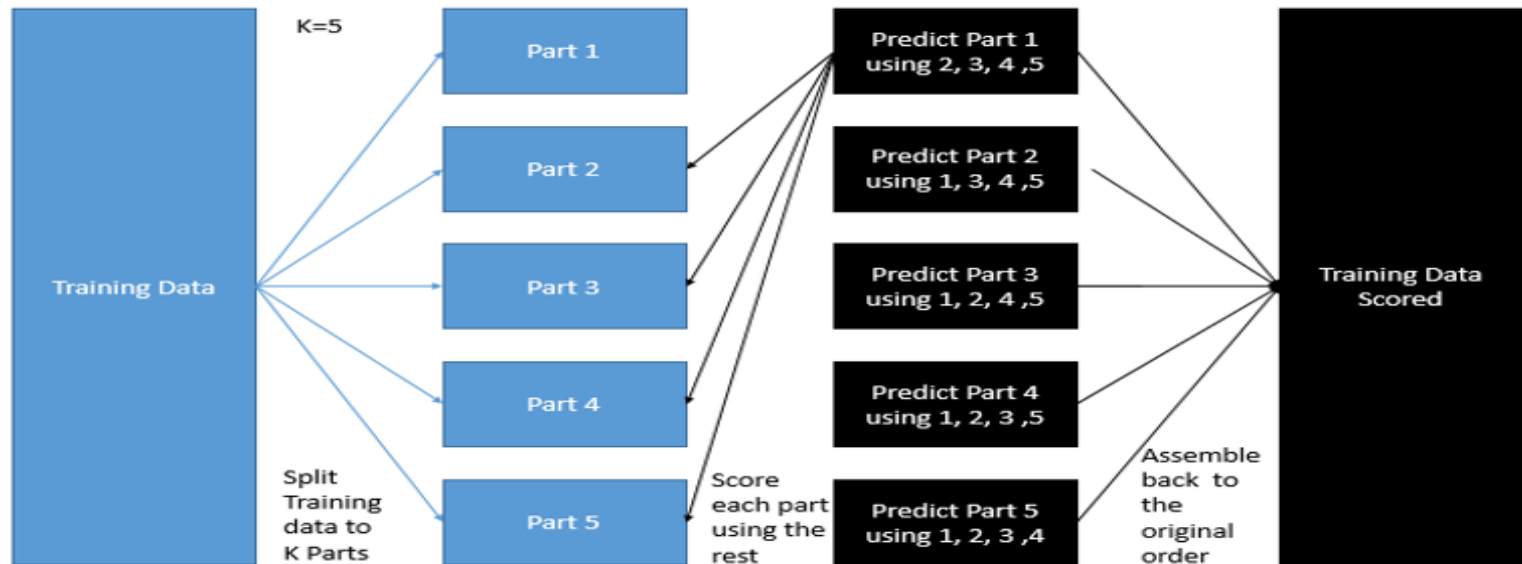 Training Data
K=5
Split
Training
data to
K Parts
Part 1
Part 2
Part 3
Part 4
Part 5
Score
each part
using the
rest
Predict Part 1
using 2, 3, 4 ,5
Predict Part 2
using 1, 3, 4 ,5
Predict Part 3
using 1, 2, 4 ,5
Predict Part 4
using 1, 2, 3 ,5
Predict Part 5
using 1, 2, 3 ,4
Assemble
back to
the
original
order
Training Data
Scored